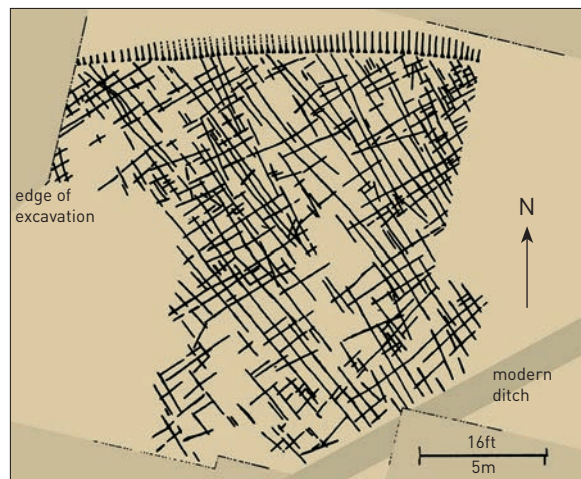 edge of
excavation
N
modern
ditch
16ft
5m